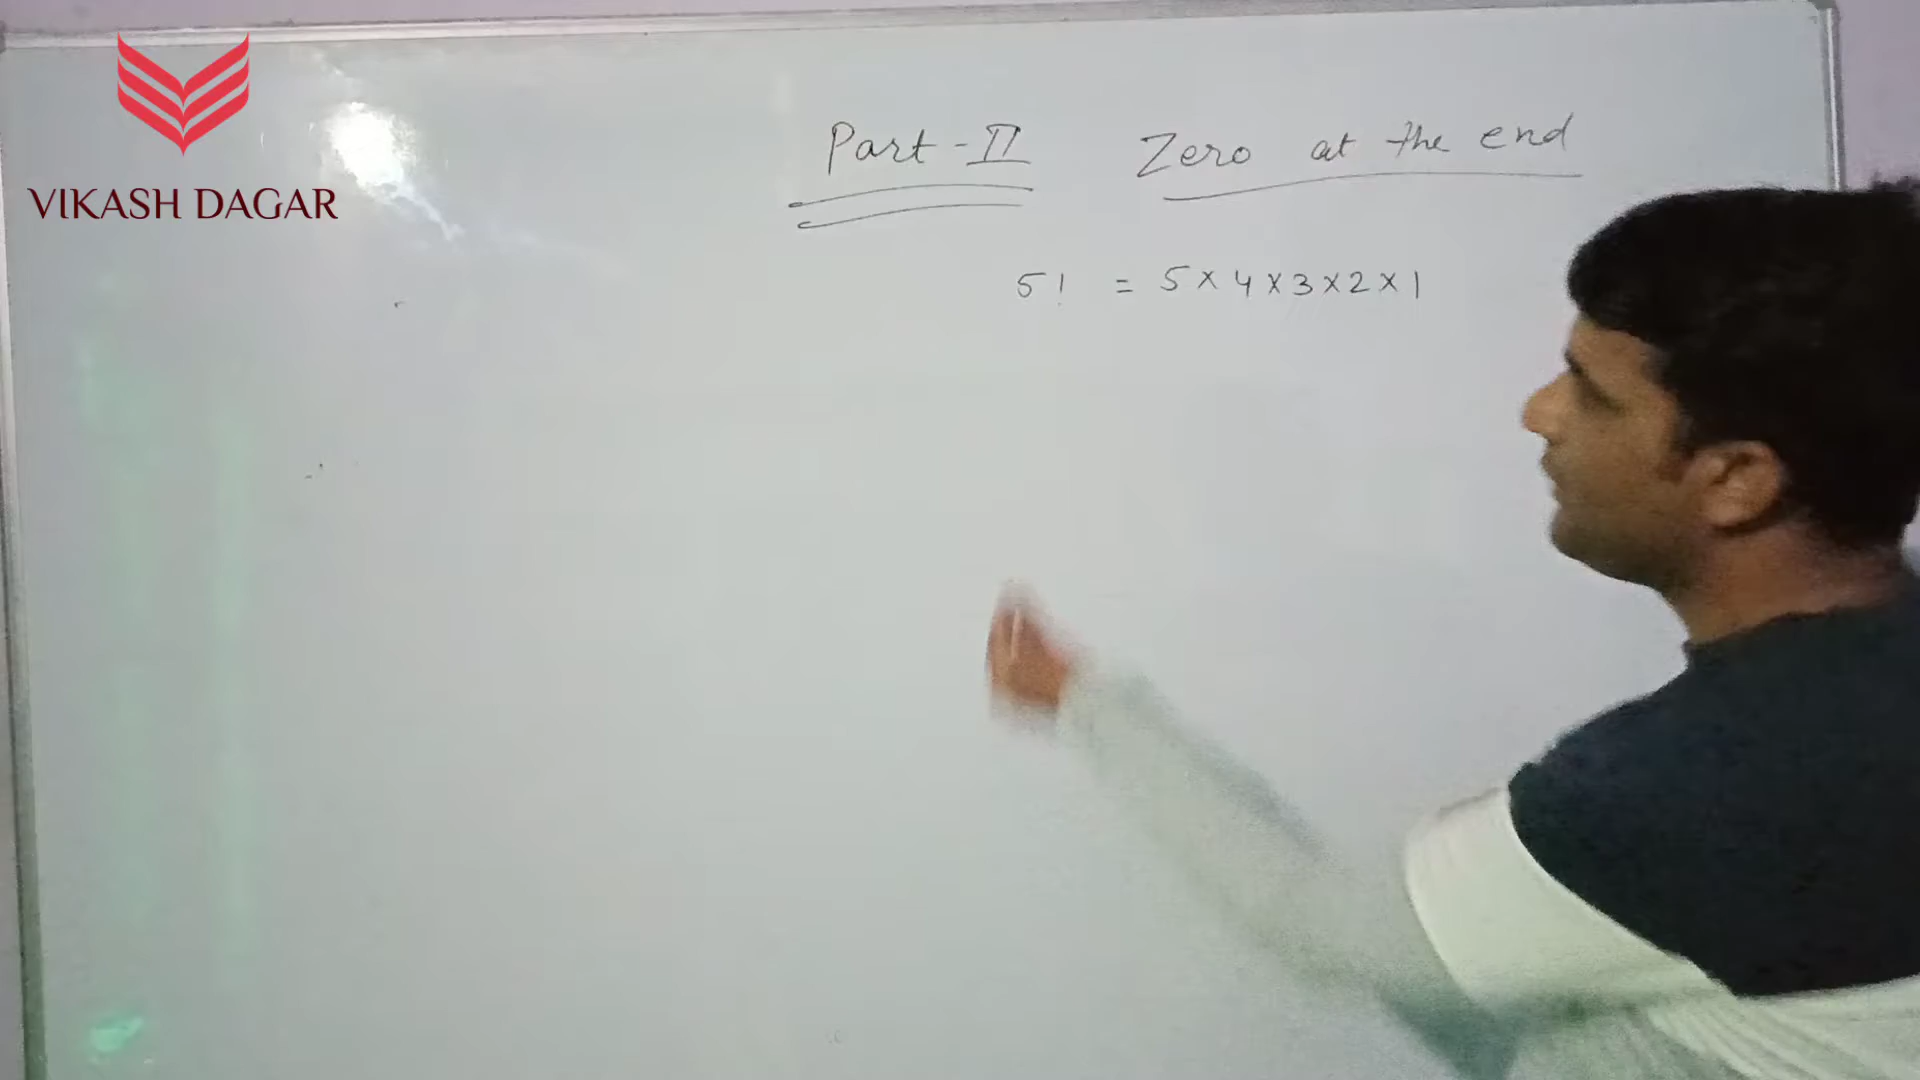 VIKASH DAGAR
Part-II Zero at the end
5! = 5×4×3×2×1